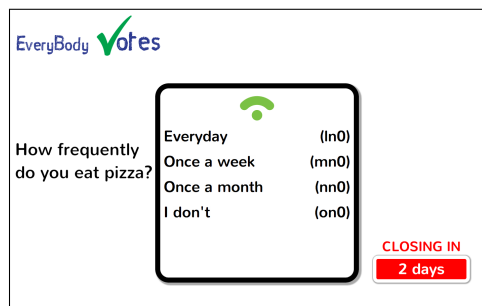 EveryBody Votes
How frequently
do you eat pizza?
Everyday (ln0)
Once a week (mn0)
Once a month (nn0)
I don't (on0)
CLOSING IN
2 days